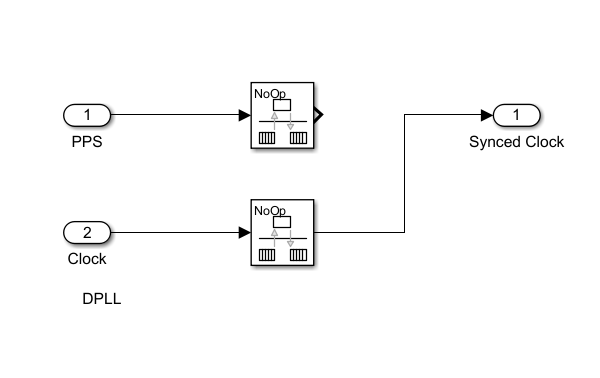 NoOp
1
1
PPS
Synced Clock
NoOp
2
Clock
DPLL